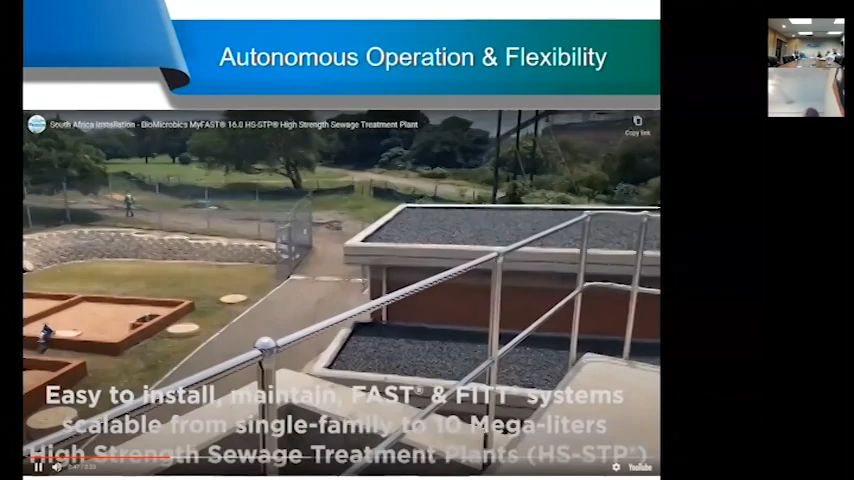 Autonomous Operation & Flexibility
South Africa Installation - BioMicrobics MyFAST® 16.0 HS-STP® High Strength Sewage Treatment Plant
Copy link
Easy to install, maintain, FAST® & FITT® systems
scalable from single-family to 10 Mega-liters
High Strength Sewage Treatment Plants (HS-STP®)
YouTube